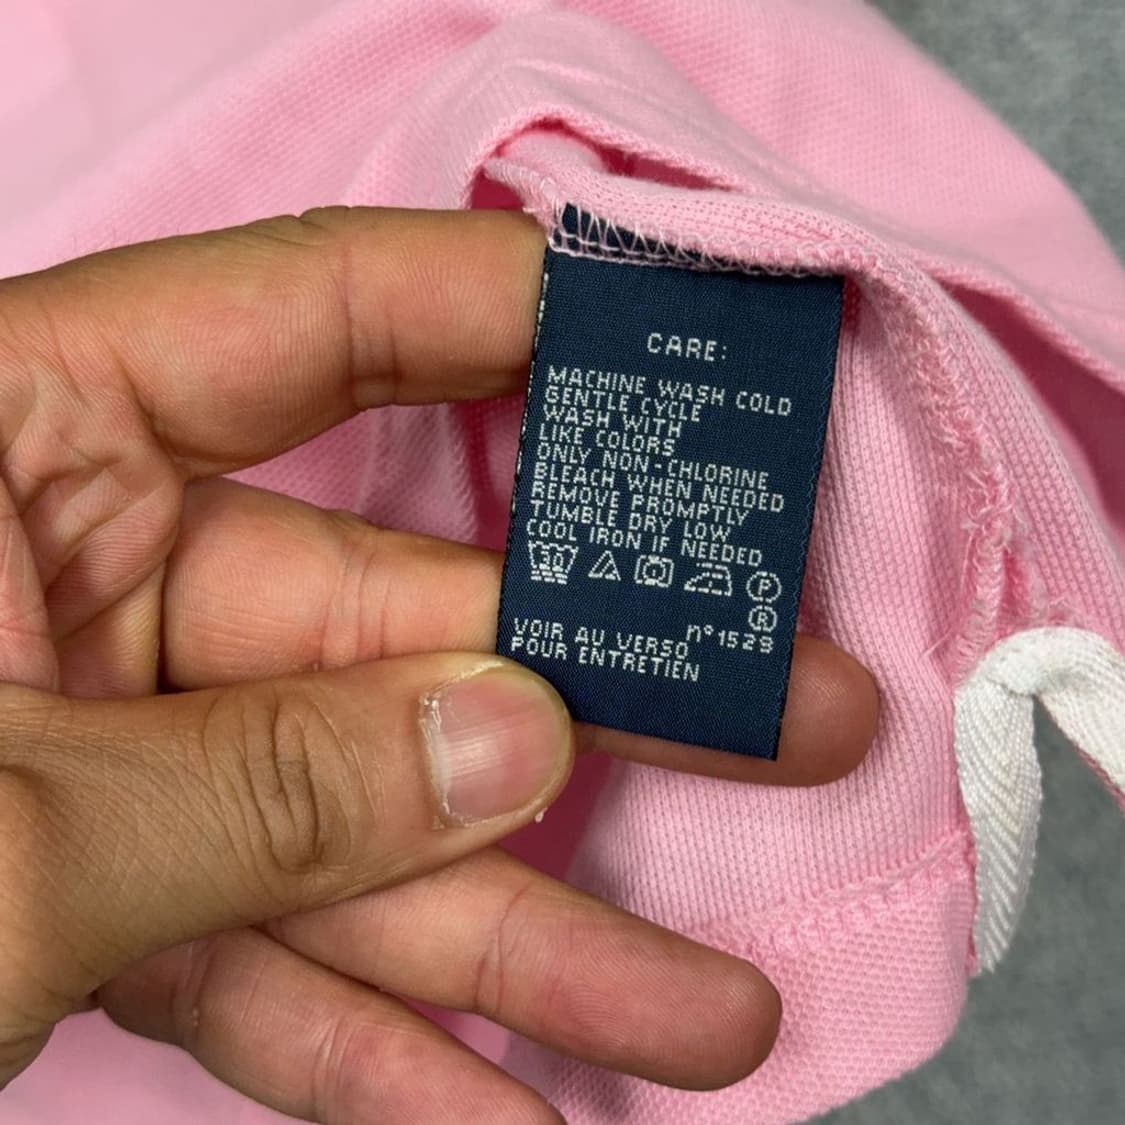 CARE:
MACHINE WASH COLD
GENTLE CYCLE
WASH WITH
LIKE COLORS
ONLY NON-CHLORINE
BLEACH WHEN NEEDED
REMOVE PROMPTLY
TUMBLE DRY LOW
COOL IRON IF NEEDED
30 P
R
n° 1529
VOIR AU VERSO
POUR ENTRETIEN